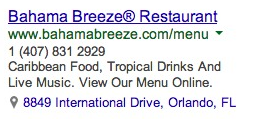 Bahama Breeze® Restaurant
www.bahamabreeze.com/menu
1 (407) 831 2929
Caribbean Food, Tropical Drinks And
Live Music. View Our Menu Online.
8849 International Drive, Orlando, FL